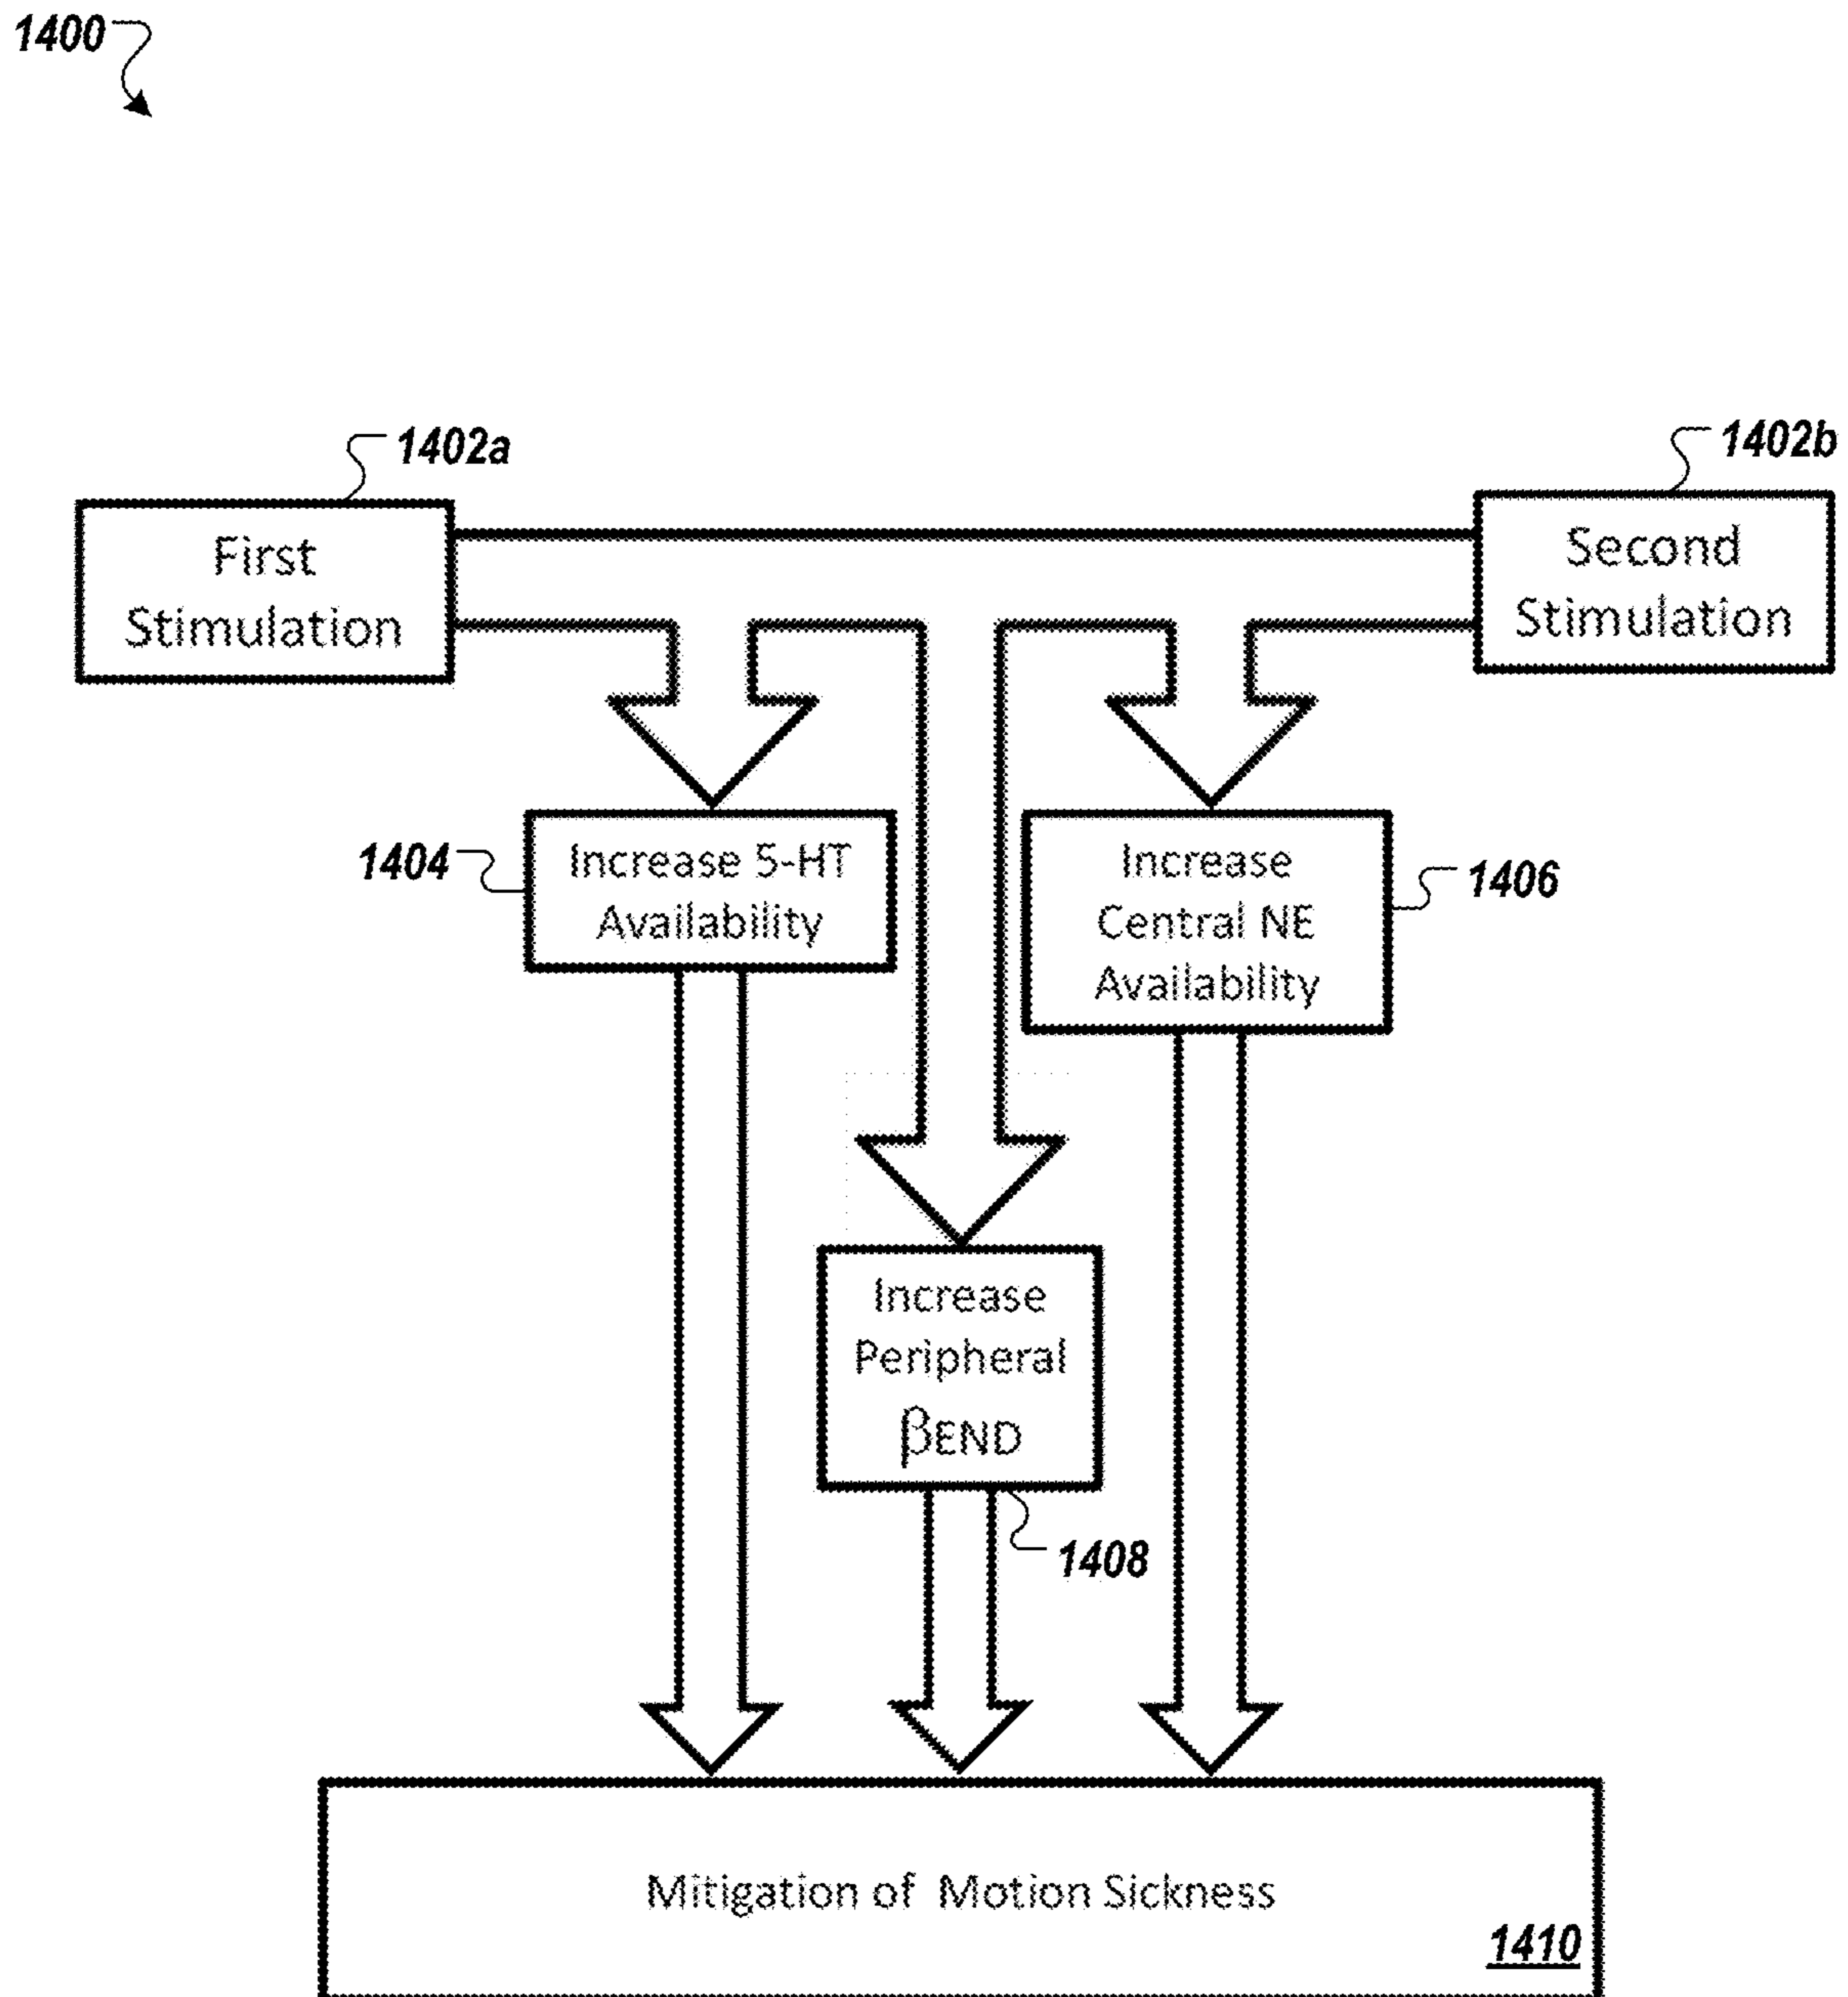 1400
1402a
1402b
First
Stimulation
Second
Stimulation
1404
Increase 5-HT
Availability
Increase
Central NE
Availability
1406
Increase
Peripheral
βEND
1408
Mitigation of Motion Sickness
1410